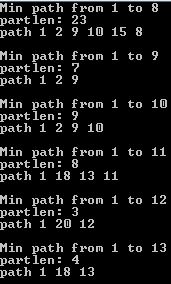 Min path from 1 to 8
partlen: 23
path 1 2 9 10 15 8
Min path from 1 to 9
partlen: 7
path 1 2 9
Min path from 1 to 10
partlen: 9
path 1 2 9 10
Min path from 1 to 11
partlen: 8
path 1 18 13 11
Min path from 1 to 12
partlen: 3
path 1 20 12
Min path from 1 to 13
partlen: 4
path 1 18 13